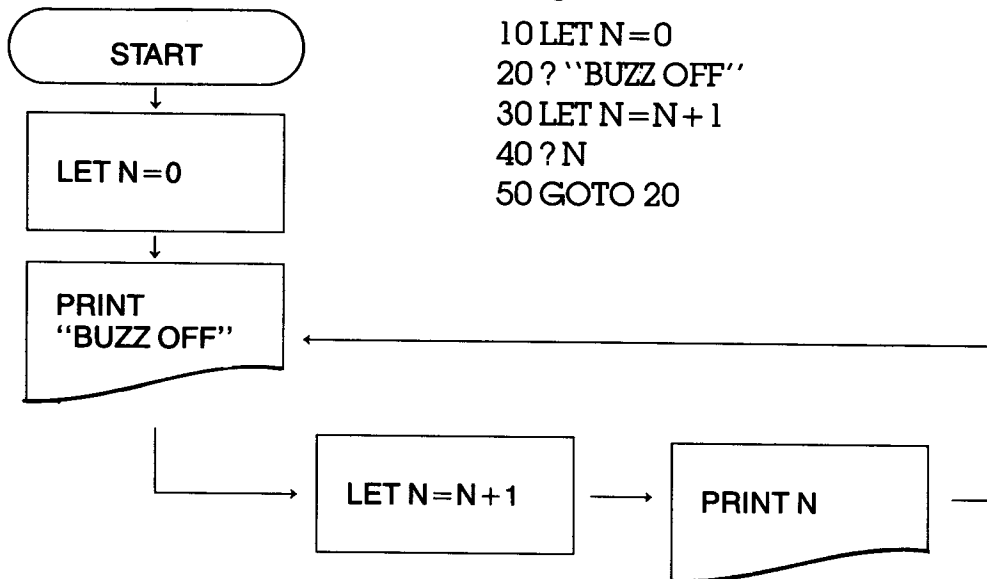 START
LET N=0
PRINT
“BUZZ OFF”
LET N=N+1
PRINT N
10 LET N=0
20 ? ‘‘BUZZ OFF’’
30 LET N=N+1
40 ? N
50 GOTO 20